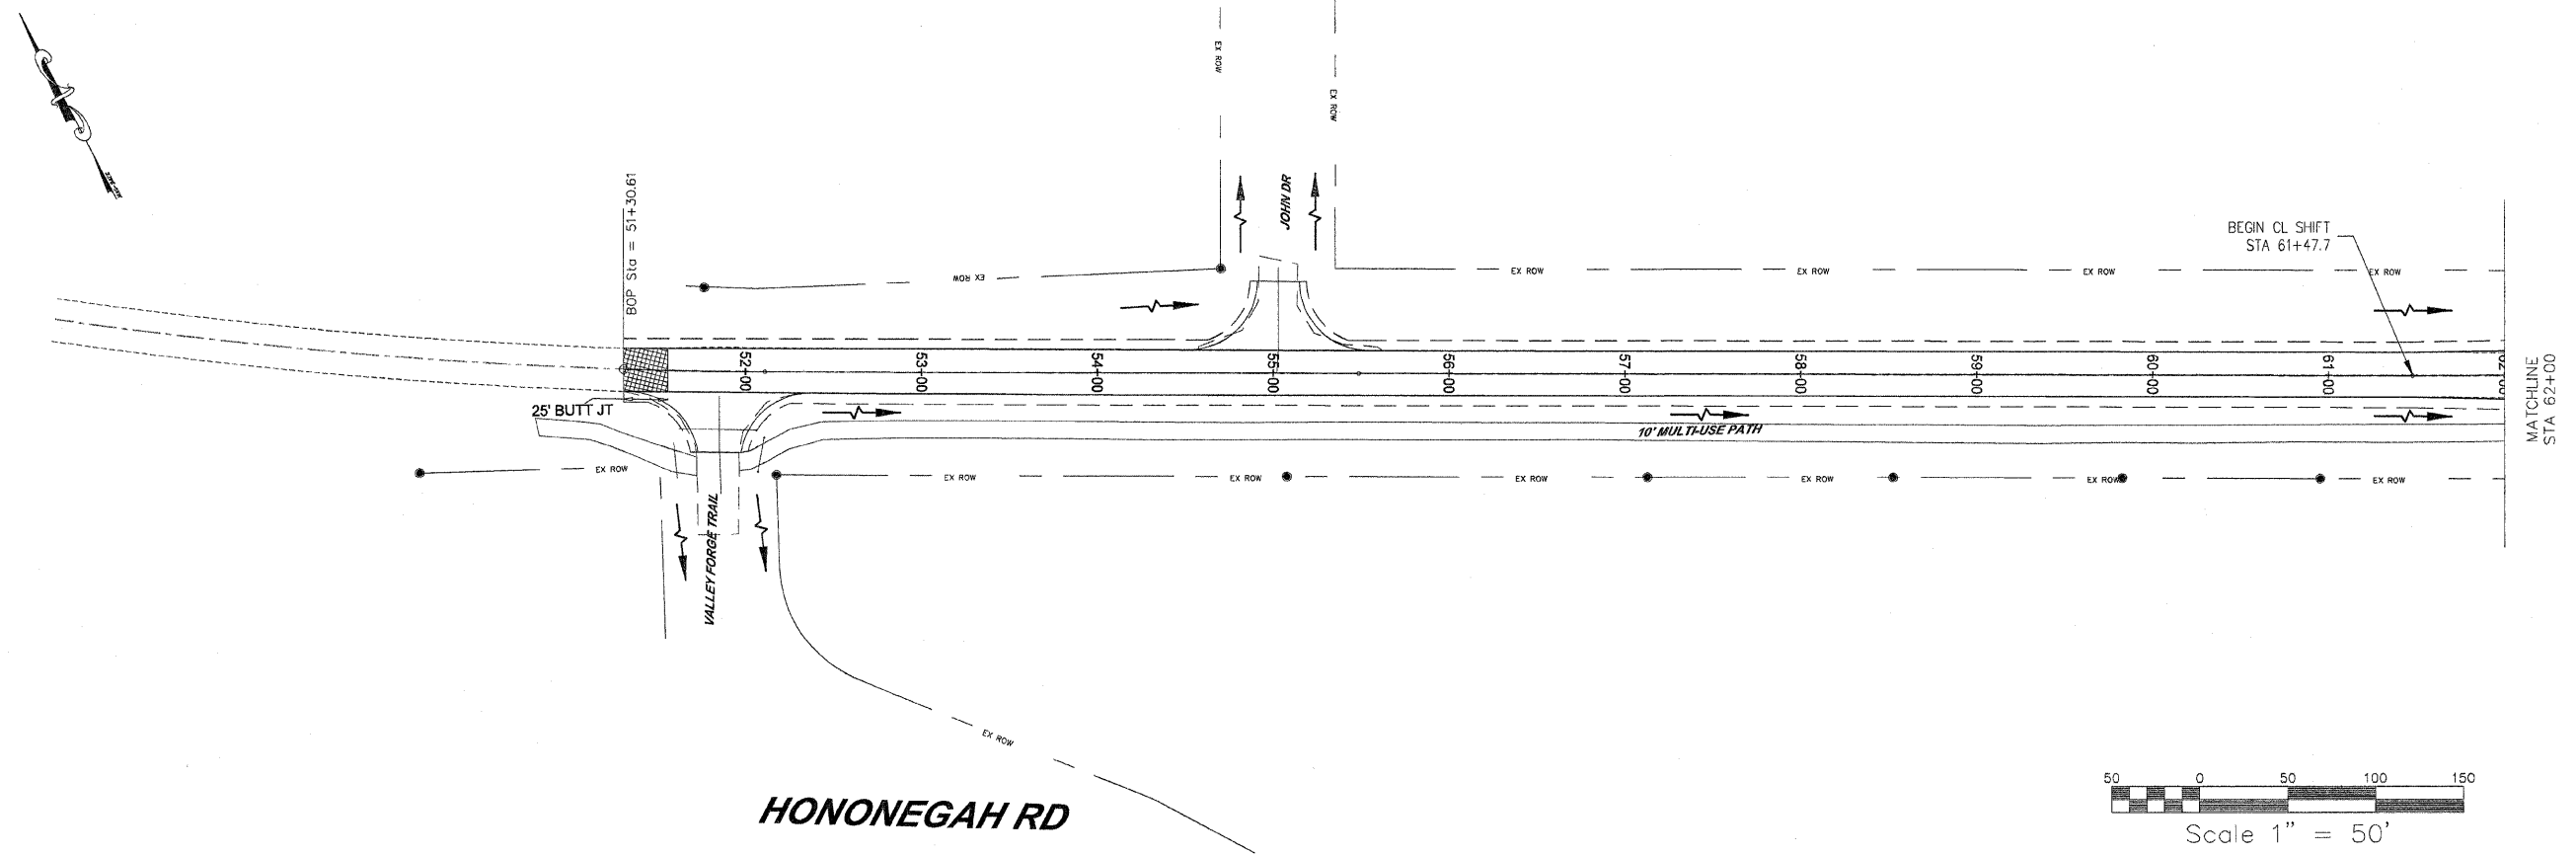 EX ROW
EX ROW
BOP Sta = 51+30.61
JOHN DR
BEGIN CL SHIFT
STA 61+47.7
EX ROW
EX ROW
EX ROW
EX ROW
EX ROW
52+00
53+00
54+00
55+00
56+00
57+00
58+00
59+00
60+00
61+00
62+00
MATCHLINE
STA 62+00
25' BUTT JT
10' MULTI-USE PATH
EX ROW
EX ROW
EX ROW
EX ROW
EX ROW
EX ROW
EX ROW
VALLEY FORGE TRAIL
EX ROW
HONONEGAH RD
50 0 50 100 150
Scale 1" = 50'